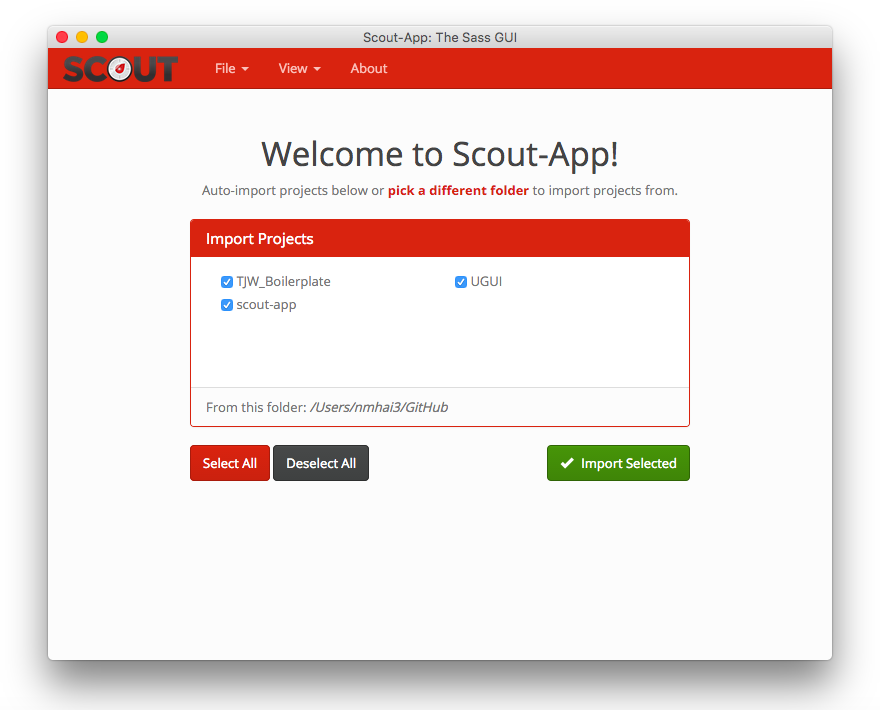 Scout-App: The Sass GUI
SCOUT File View About
Welcome to Scout-App!
Auto-import projects below or pick a different folder to import projects from.
Import Projects
TJW_Boilerplate UGUI
scout-app
From this folder: /Users/nmhai3/GitHub
Select All Deselect All Import Selected